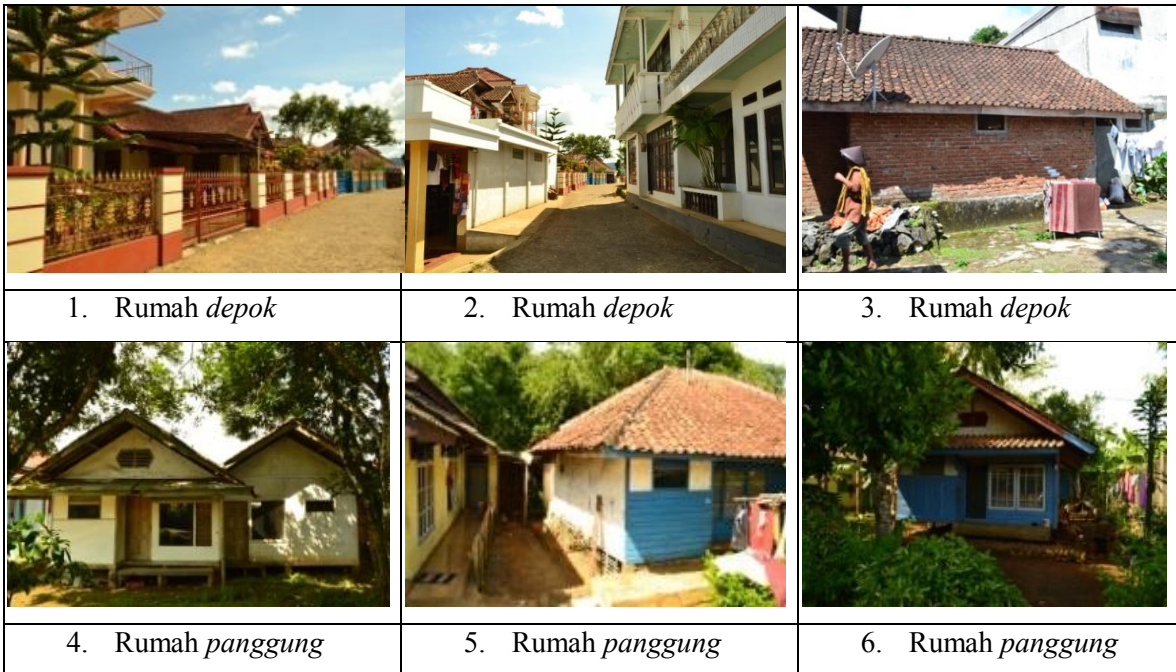 1. Rumah depok
2. Rumah depok
3. Rumah depok
4. Rumah panggung
5. Rumah panggung
6. Rumah panggung